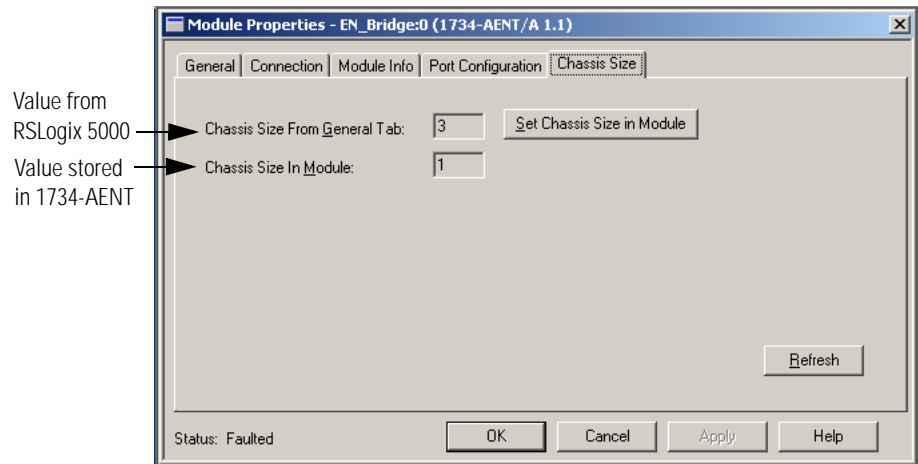 Module Properties - EN_Bridge:0 (1734-AENT/A 1.1)
General Connection Module Info Port Configuration Chassis Size
Value from
RSLogix 5000
Chassis Size From General Tab: 3 Set Chassis Size in Module
Value stored
in 1734-AENT
Chassis Size In Module: 1
Refresh
Status: Faulted OK Cancel Apply Help